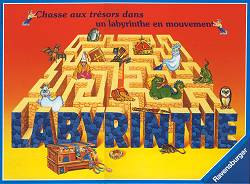 Chasse aux trésors dans
un labyrinthe en mouvement
LABYRINTHE
Ravensburger